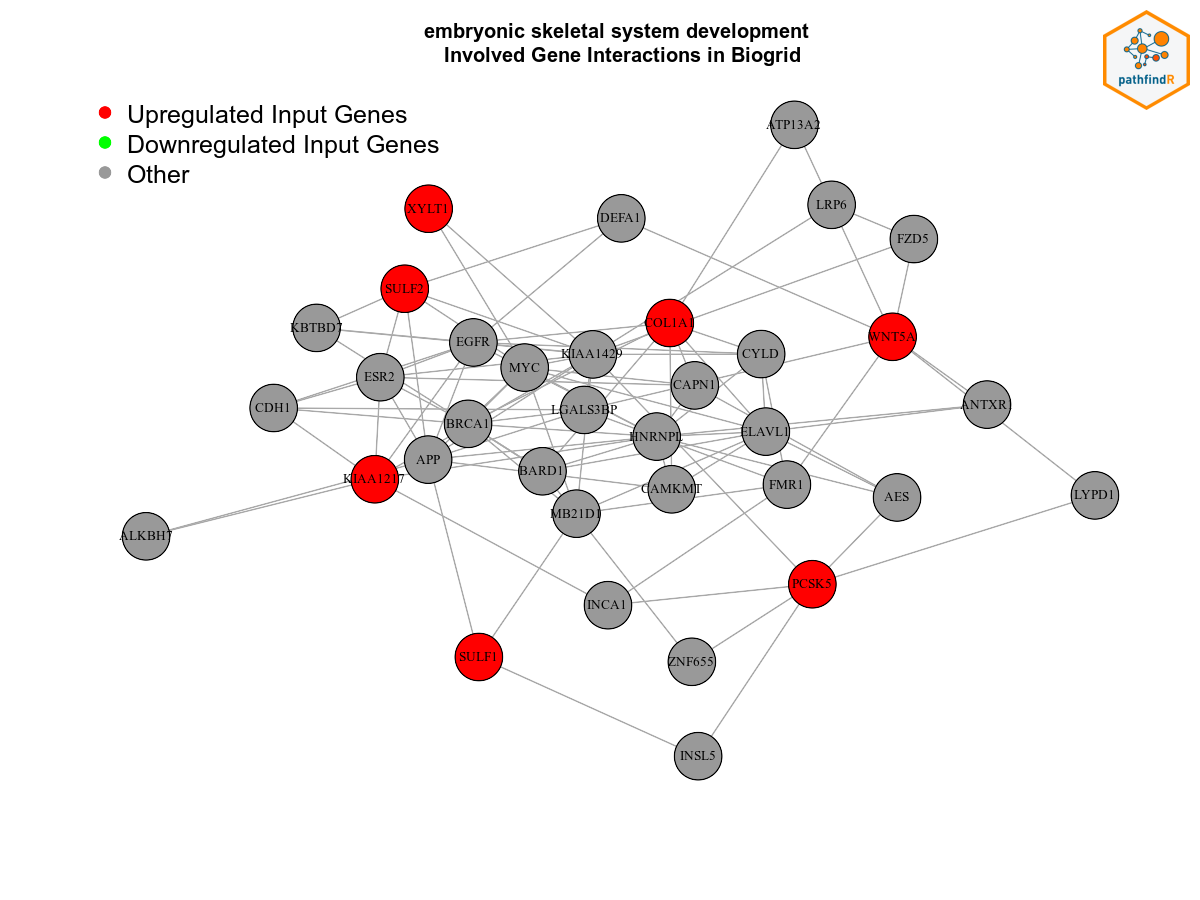 embryonic skeletal system development
Involved Gene Interactions in Biogrid
pathfindR
Upregulated Input Genes
Downregulated Input Genes
Other
ATP13A2
XYLT1
DEFA1
LRP6
FZD5
SULF2
KBTBD7
COL1A1
WNT5A
EGFR
KIAA1429
CYLD
MYC
ESR2
CAPN1
CDH1
LGALS3BP
ANTXR1
BRCA1
HNRNPL
ELAVL1
APP
BARD1
KIAA1217
CAMKMT
FMR1
AES
LYPD1
MB21D1
ALKBH7
PCSK5
INCA1
SULF1
ZNF655
INSL5